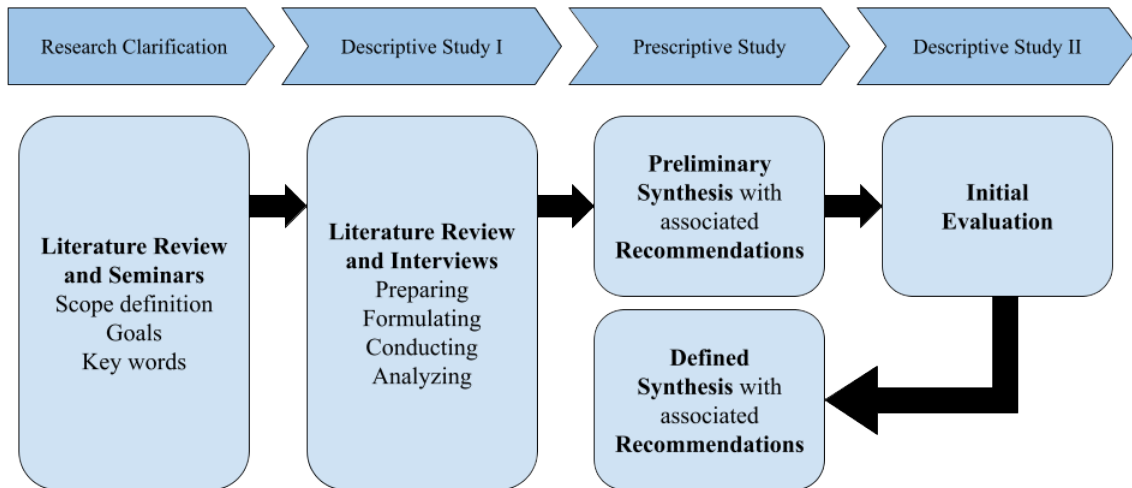 Research Clarification
Descriptive Study I
Prescriptive Study
Descriptive Study II
Literature Review
and Seminars
Scope definition
Goals
Key words
Literature Review
and Interviews
Preparing
Formulating
Conducting
Analyzing
Preliminary
Synthesis with
associated
Recommendations
Initial
Evaluation
Defined
Synthesis with
associated
Recommendations